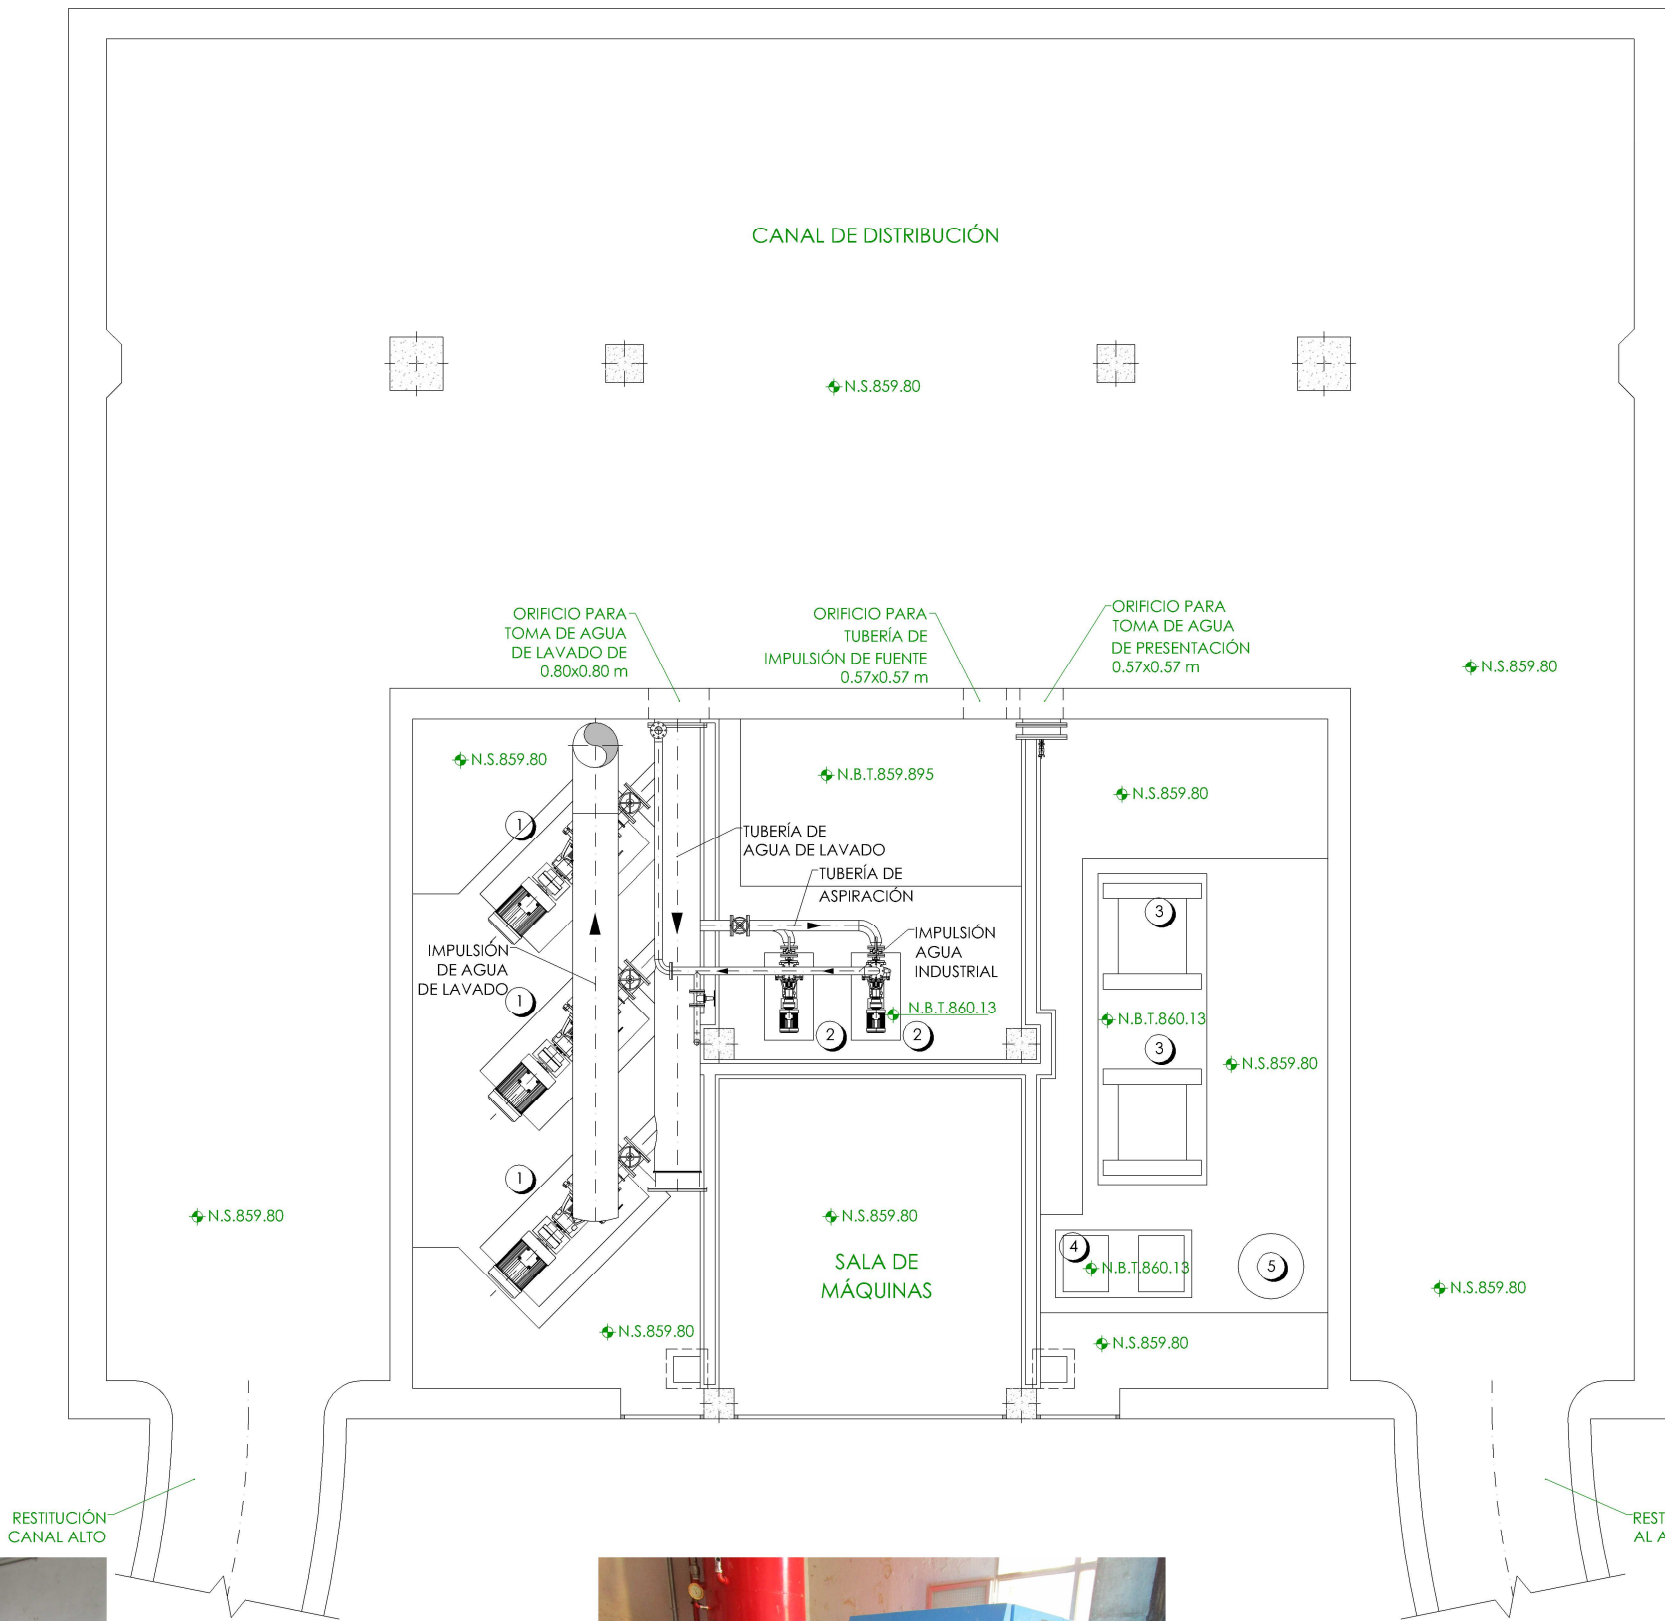 CANAL DE DISTRIBUCIÓN
N.S.859.80
ORIFICIO PARA
TOMA DE AGUA
DE LAVADO DE
0.80x0.80 m
ORIFICIO PARA
TUBERÍA DE
IMPULSIÓN DE FUENTE
0.57x0.57 m
ORIFICIO PARA
TOMA DE AGUA
DE PRESENTACIÓN
0.57x0.57 m
N.S.859.80
N.S.859.80
N.B.T.859.895
N.S.859.80
1
TUBERÍA DE
AGUA DE LAVADO
TUBERÍA DE
ASPIRACIÓN
3
IMPULSIÓN
AGUA
INDUSTRIAL
IMPULSIÓN
DE AGUA
DE LAVADO
1
N.B.T.860.13
N.B.T.860.13
2
2
3
N.S.859.80
1
N.S.859.80
N.S.859.80
SALA DE
MÁQUINAS
4
N.B.T.860.13
5
N.S.859.80
N.S.859.80
N.S.859.80
RESTITUCIÓN
CANAL ALTO
REST
AL A